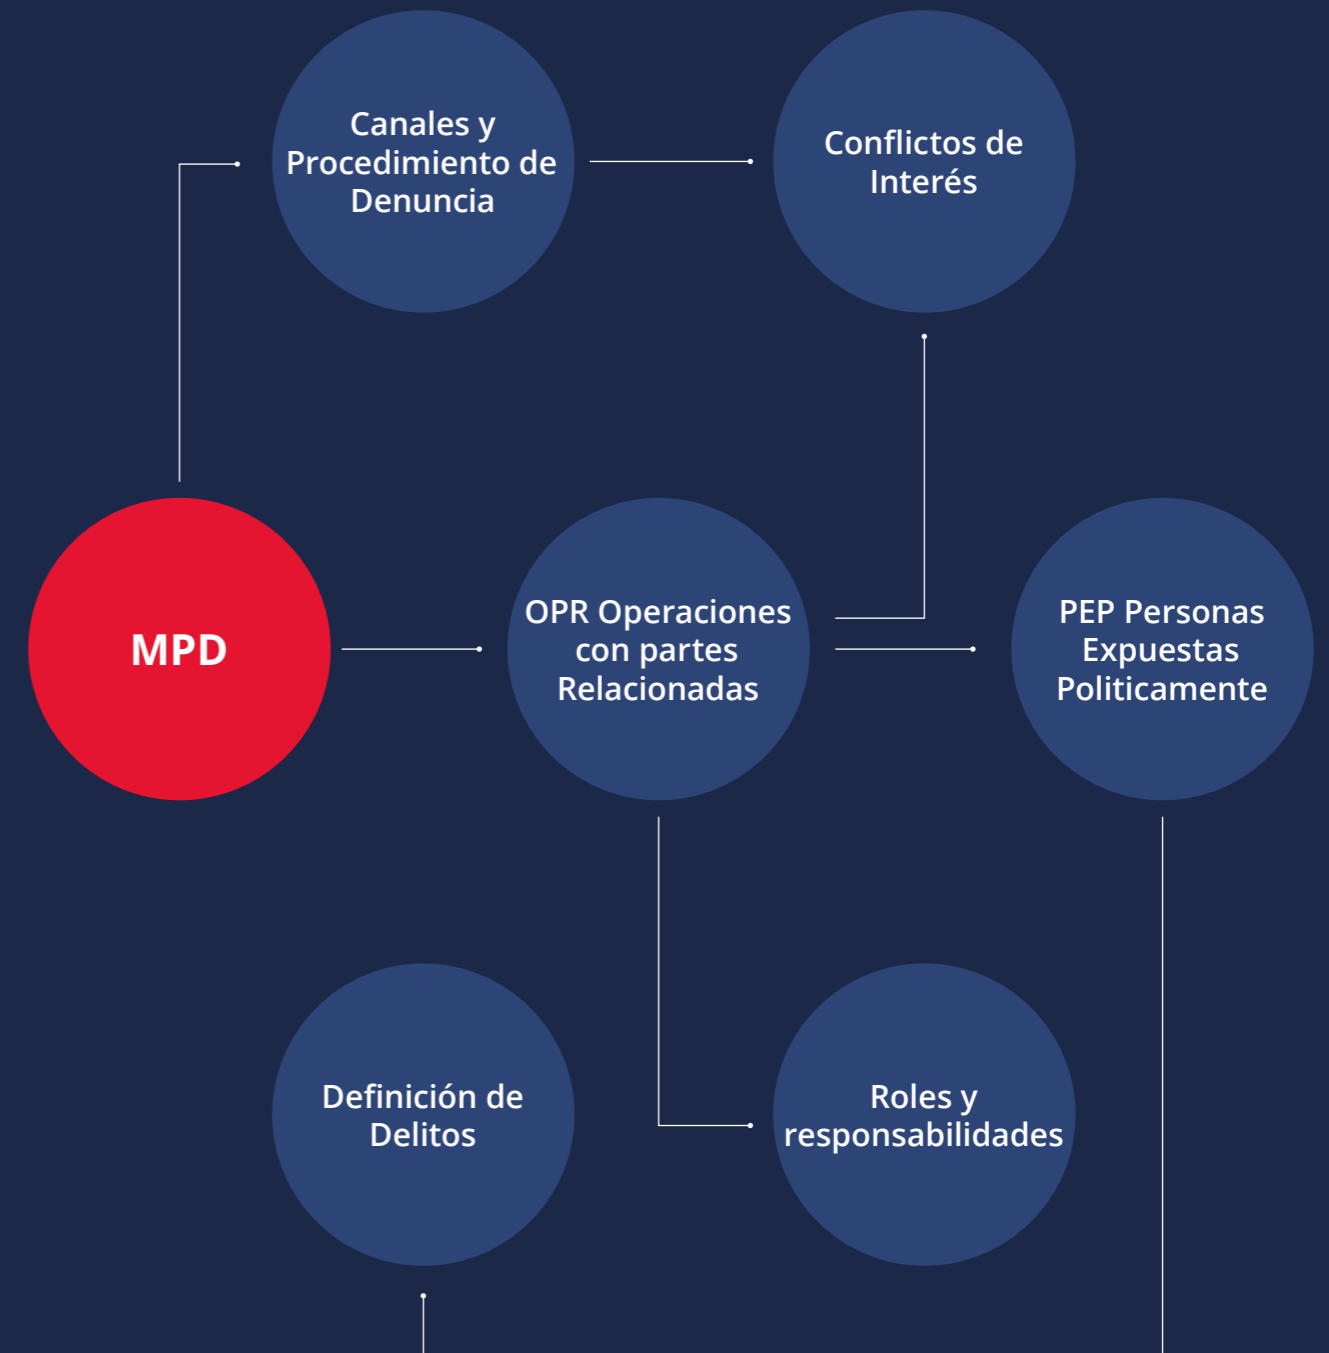 Canales y
Procedimiento de
Denuncia
Conflictos de
Interés
MPD
OPR Operaciones
con partes
Relacionadas
PEP Personas
Expuestas
Politicamente
Definición de
Delitos
Roles y
responsabilidades